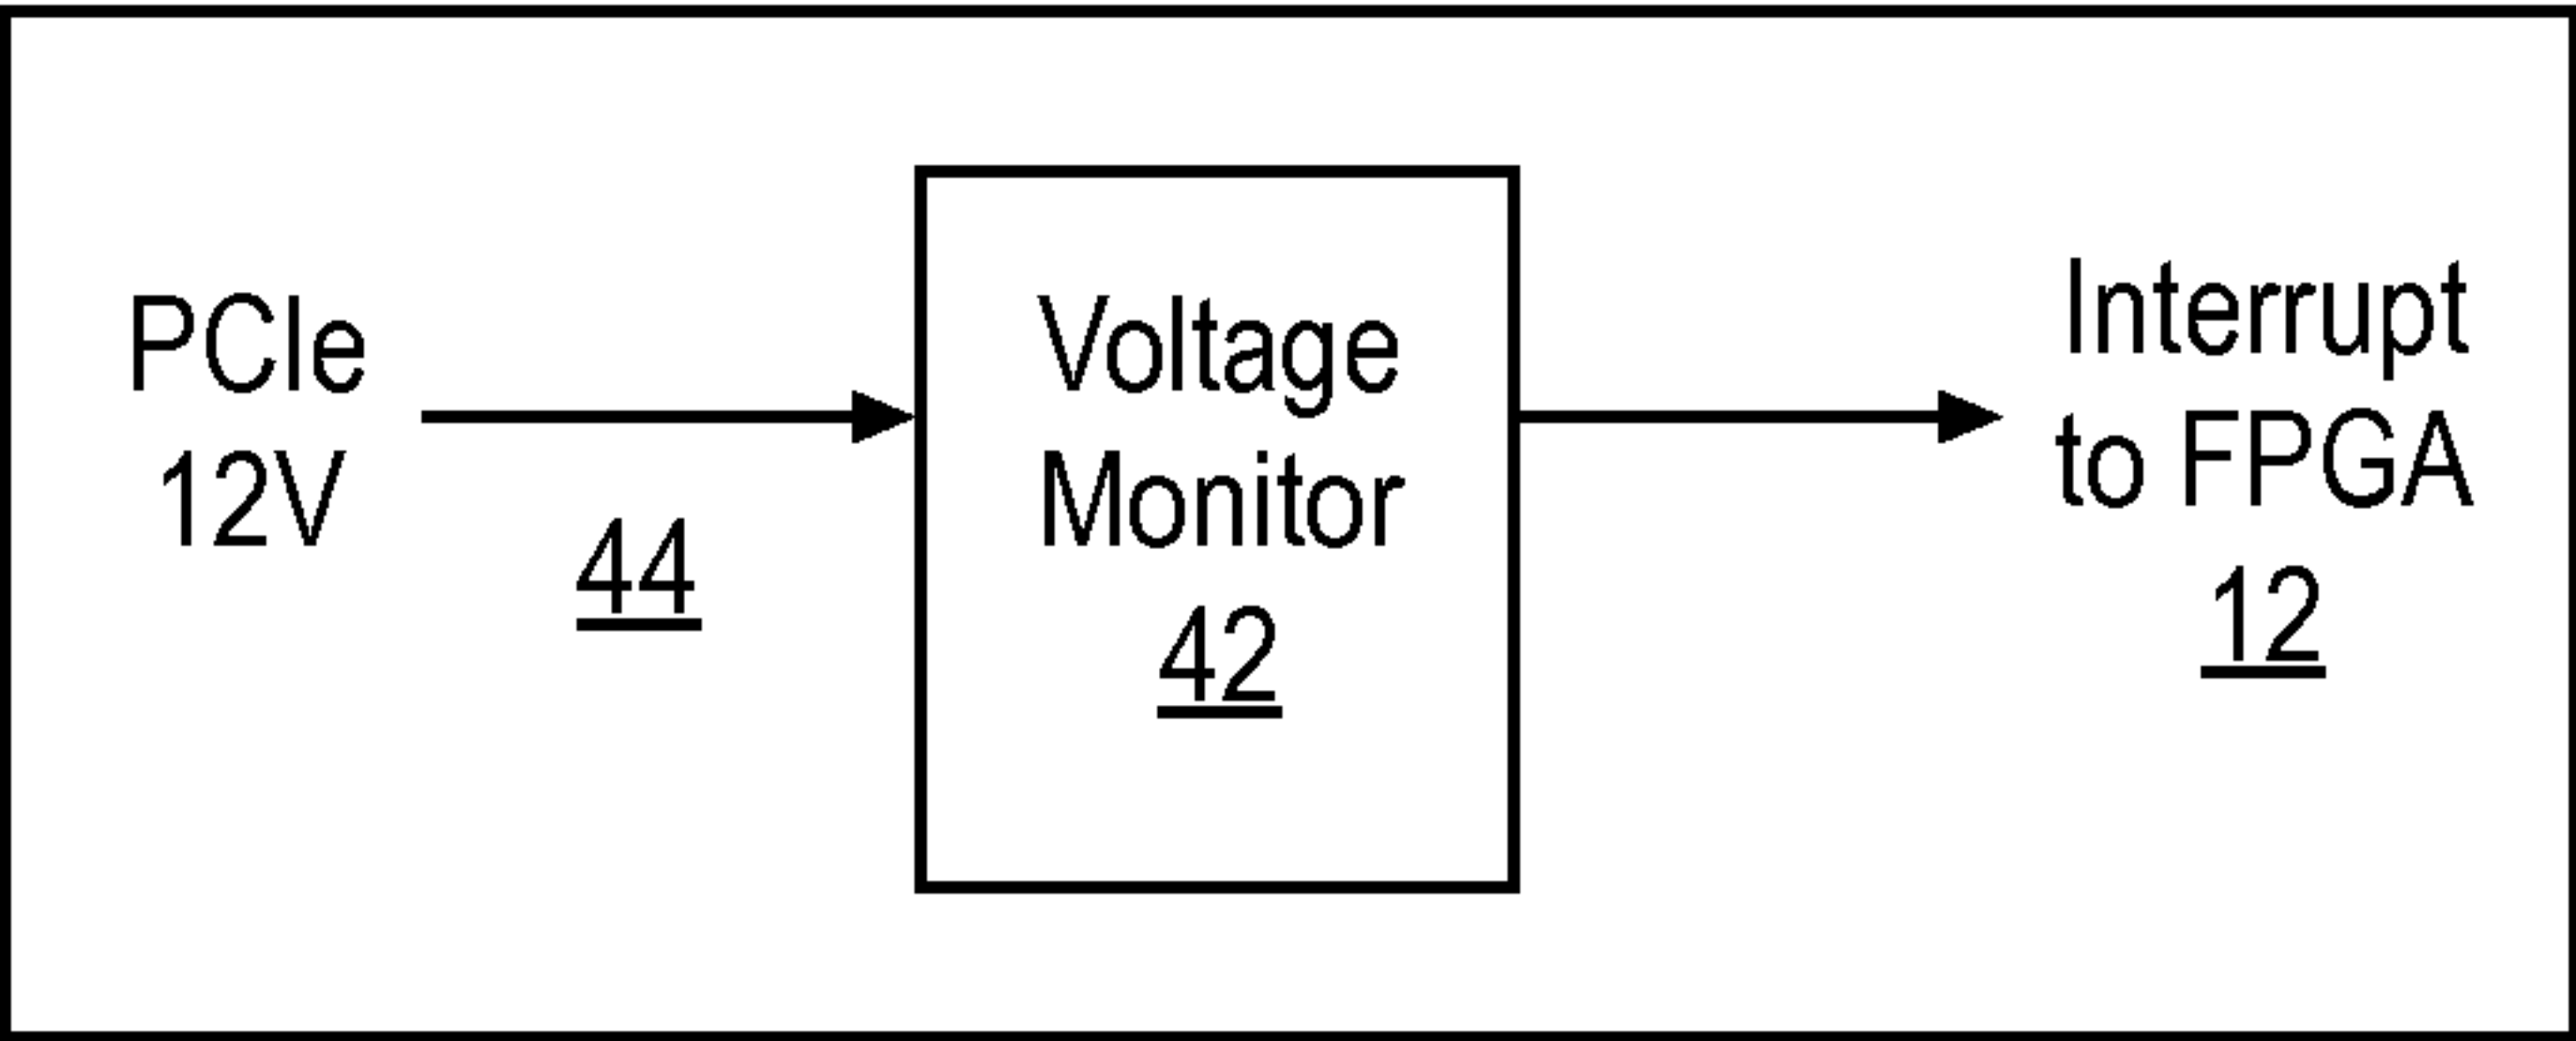 PCIe
12V
44
Voltage
Monitor
42
Interrupt
to FPGA
12